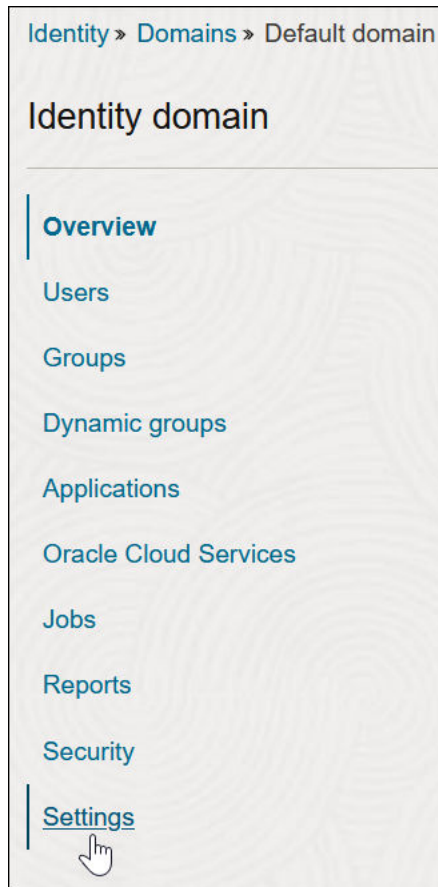 Identity » Domains » Default domain
Identity domain
Overview
Users
Groups
Dynamic groups
Applications
Oracle Cloud Services
Jobs
Reports
Security
Settings